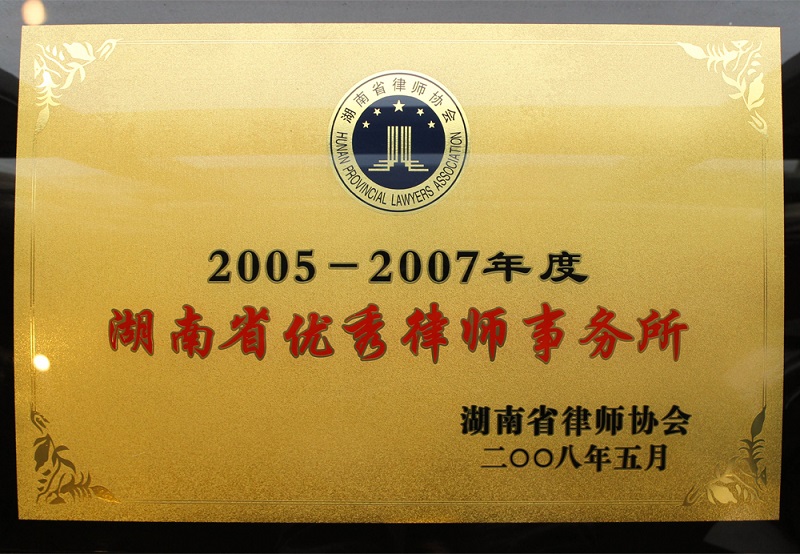 湖南省律师协会
HUNAN PROVINCIAL LAWYERS ASSOCIATION
2005－2007年度
湖南省优秀律师事务所
湖南省律师协会
二〇〇八年五月